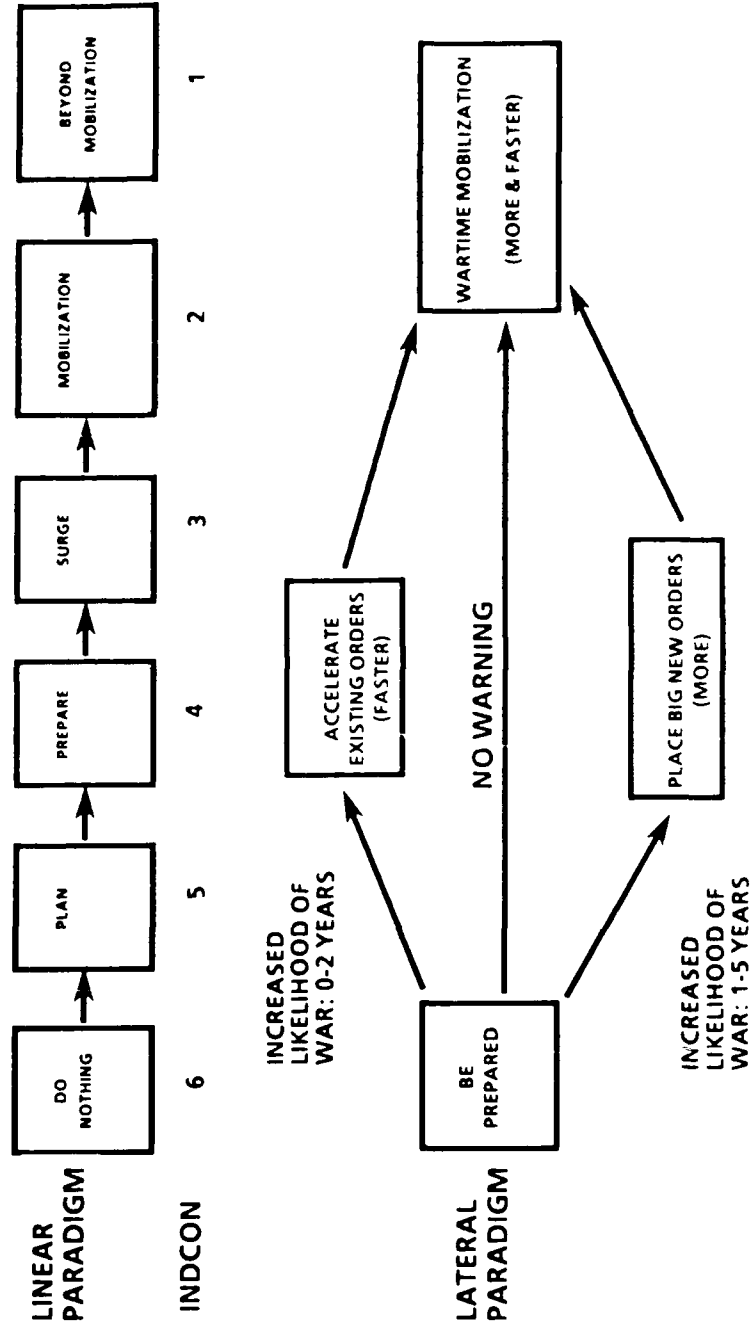 LINEAR
PARADIGM
DO
NOTHING
PLAN
PREPARE
SURGE
MOBILIZATION
BEYOND
MOBILIZATION
INDCON
6
5
4
3
2
1
LATERAL
PARADIGM
BE
PREPARED
INCREASED
LIKELIHOOD OF
WAR: 0-2 YEARS
ACCELERATE
EXISTING ORDERS
(FASTER)
NO WARNING
INCREASED
LIKELIHOOD OF
WAR: 1-5 YEARS
PLACE BIG NEW ORDERS
(MORE)
WARTIME MOBILIZATION
(MORE & FASTER)